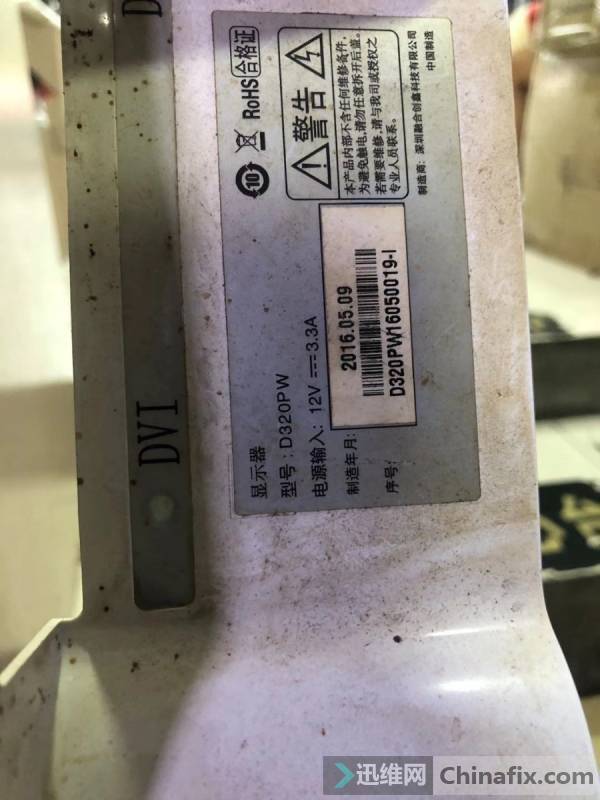 显示器
型号: D320PW
电源输入: 12V ⎓ 3.3A
制造年月: 2016.05.09
序号: D320PW16050019-I
10 RoHS 合格证
警告
本产品内部不含任何维修条件,
为避免触电,请勿任意拆开后盖。
若需要维修,请与我司或授权之
专业人员联系。
制造商: 深圳融合创鑫科技有限公司
中国制造
DVI
D
迅维网 Chinafix.com